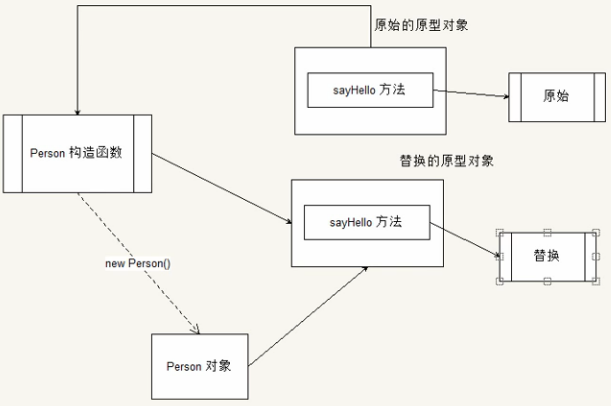 原始的原型对象
sayHello 方法
原始
Person 构造函数
替换的原型对象
sayHello 方法
替换
new Person()
Person 对象